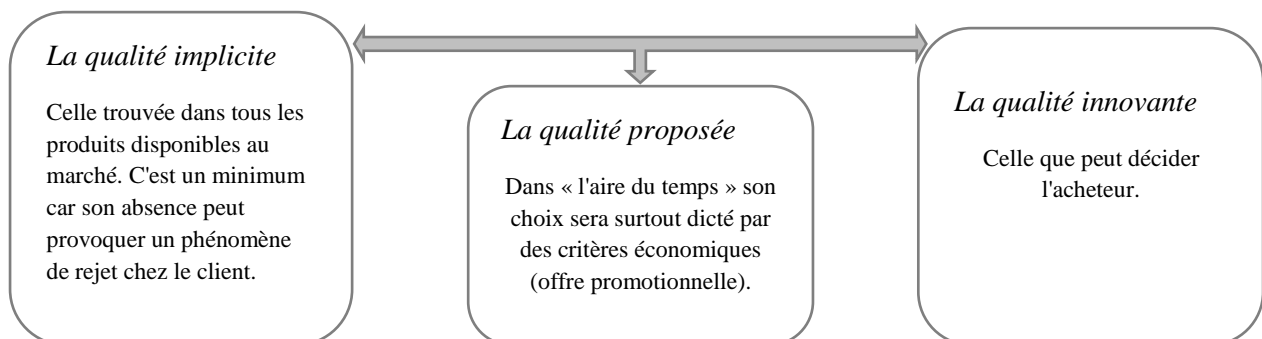 La qualité implicite
Celle trouvée dans tous les
produits disponibles au
marché. C'est un minimum
car son absence peut
provoquer un phénomène
de rejet chez le client.
La qualité proposée
Dans « l'aire du temps » son
choix sera surtout dicté par
des critères économiques
(offre promotionnelle).
La qualité innovante
Celle que peut décider
l'acheteur.